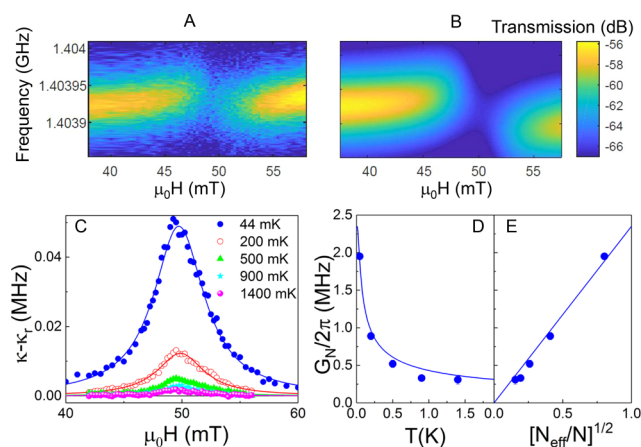 A
B
Transmission (dB)
Frequency (GHz)
1.404
1.40395
1.4039
40 45 50 55
μ0H (mT)
40 45 50 55
μ0H (mT)
-56
-58
-60
-62
-64
-66
C
κ-κr (MHz)
0.04
0.02
0.00
44 mK
200 mK
500 mK
900 mK
1400 mK
40 50 60
μ0H (mT)
D
E
GN/2π (MHz)
2.5
2.0
1.5
1.0
0.5
0.0
0.0 0.5 1.0 1.5
T(K)
0.0 0.5 1.0
[Neff/N]1/2